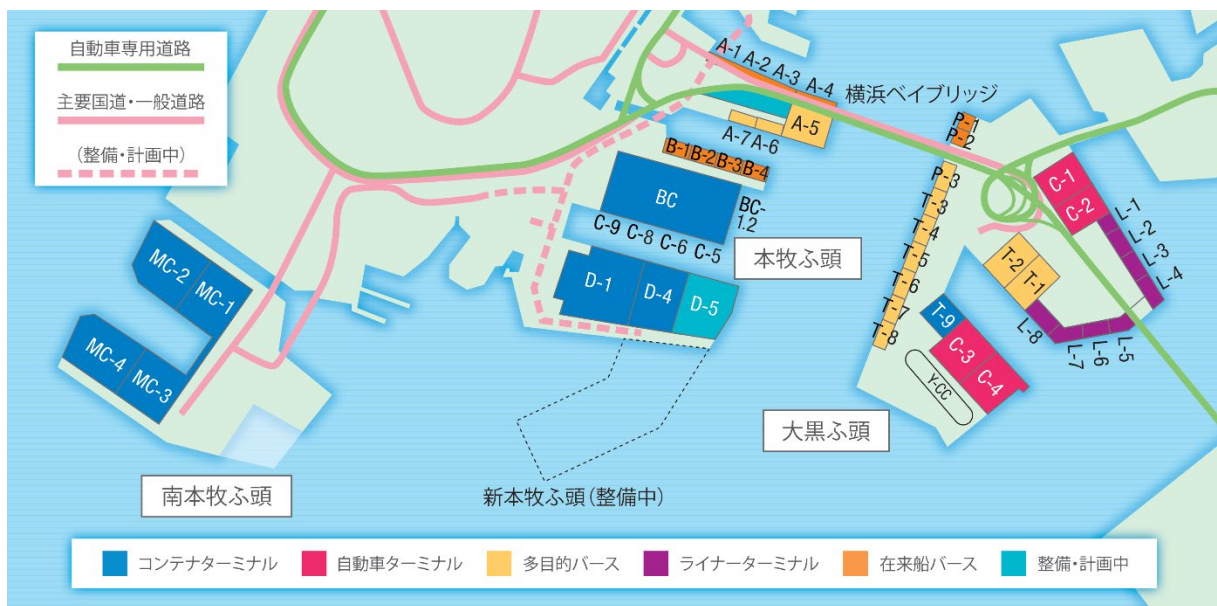 自動車専用道路
主要国道・一般道路
(整備・計画中)
A-1
A-2
A-3
A-4
横浜ベイブリッジ
A-5
A-7
A-6
B-1
B-2
B-3
B-4
BC
BC-
1.2
C-9
C-8
C-6
C-5
本牧ふ頭
D-1
D-4
D-5
MC-2
MC-1
MC-4
MC-3
南本牧ふ頭
新本牧ふ頭(整備中)
P-1
P-2
P-3
T-3
T-4
T-5
T-6
T-7
T-8
C-1
C-2
L-1
L-2
L-3
L-4
T-2
T-1
L-8
L-7
L-6
L-5
T-9
C-3
C-4
Y-CC
大黒ふ頭
コンテナターミナル
自動車ターミナル
多目的バース
ライナーターミナル
在来船バース
整備・計画中